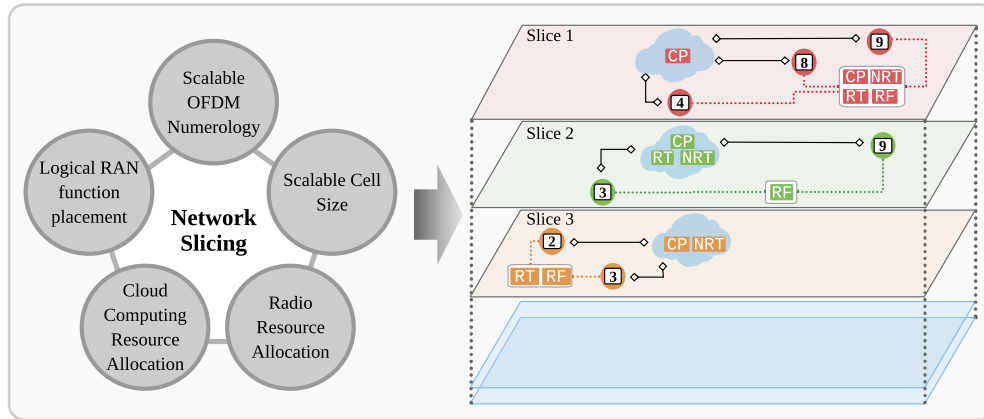 Scalable
OFDM
Numerology
Logical RAN
function
placement
Scalable Cell
Size
Network
Slicing
Cloud
Computing
Resource
Allocation
Radio
Resource
Allocation
Slice 1
CP
9
8
CP NRT
RT RF
4
Slice 2
CP
RT NRT
9
3
RF
Slice 3
2
CP NRT
RT RF
3